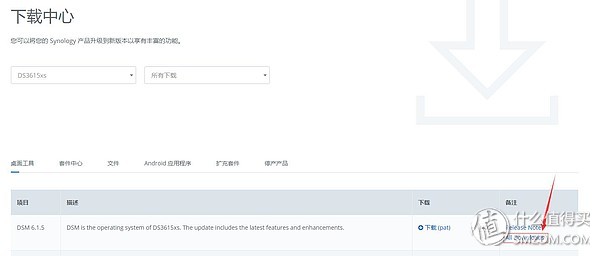 下载中心
您可以将您的 Synology 产品升级到新版本以享有丰富的功能。
DS3615xs 所有下载
桌面工具 套件中心 文件 Android 应用程序 扩充套件 停产产品
项目 描述 下载 备注
DSM 6.1.5 DSM is the operating system of DS3615xs. The update includes the latest features and enhancements. 下载 (pat) Release Note
All downloads
值 什么值得买
SMZDM.COM